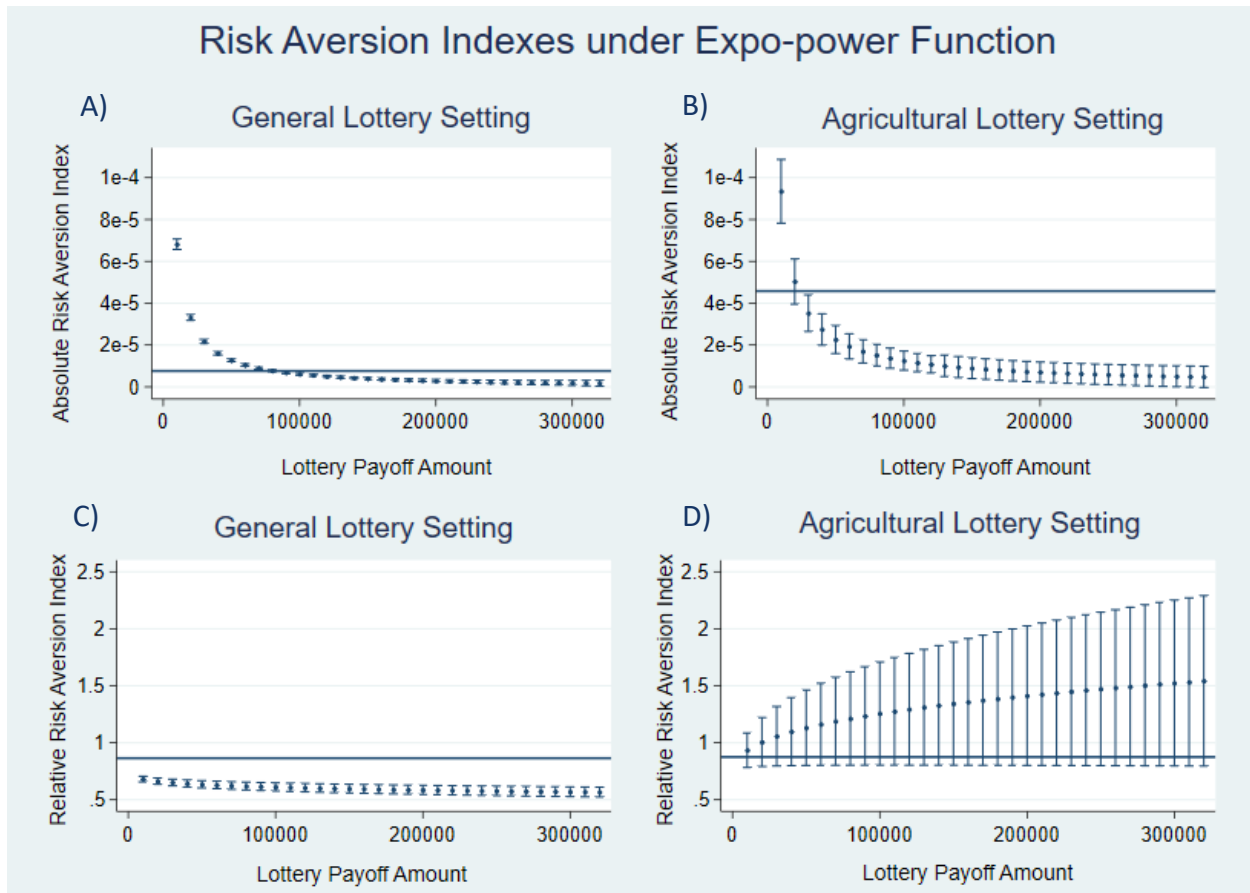 Risk Aversion Indexes under Expo-power Function
A)
General Lottery Setting
Absolute Risk Aversion Index
1e-4
8e-5
6e-5
4e-5
2e-5
0
0 100000 200000 300000
Lottery Payoff Amount
B)
Agricultural Lottery Setting
Absolute Risk Aversion Index
1e-4
8e-5
6e-5
4e-5
2e-5
0
0 100000 200000 300000
Lottery Payoff Amount
C)
General Lottery Setting
Relative Risk Aversion Index
2.5
2
1.5
1
.5
0 100000 200000 300000
Lottery Payoff Amount
D)
Agricultural Lottery Setting
Relative Risk Aversion Index
2.5
2
1.5
1
.5
0 100000 200000 300000
Lottery Payoff Amount